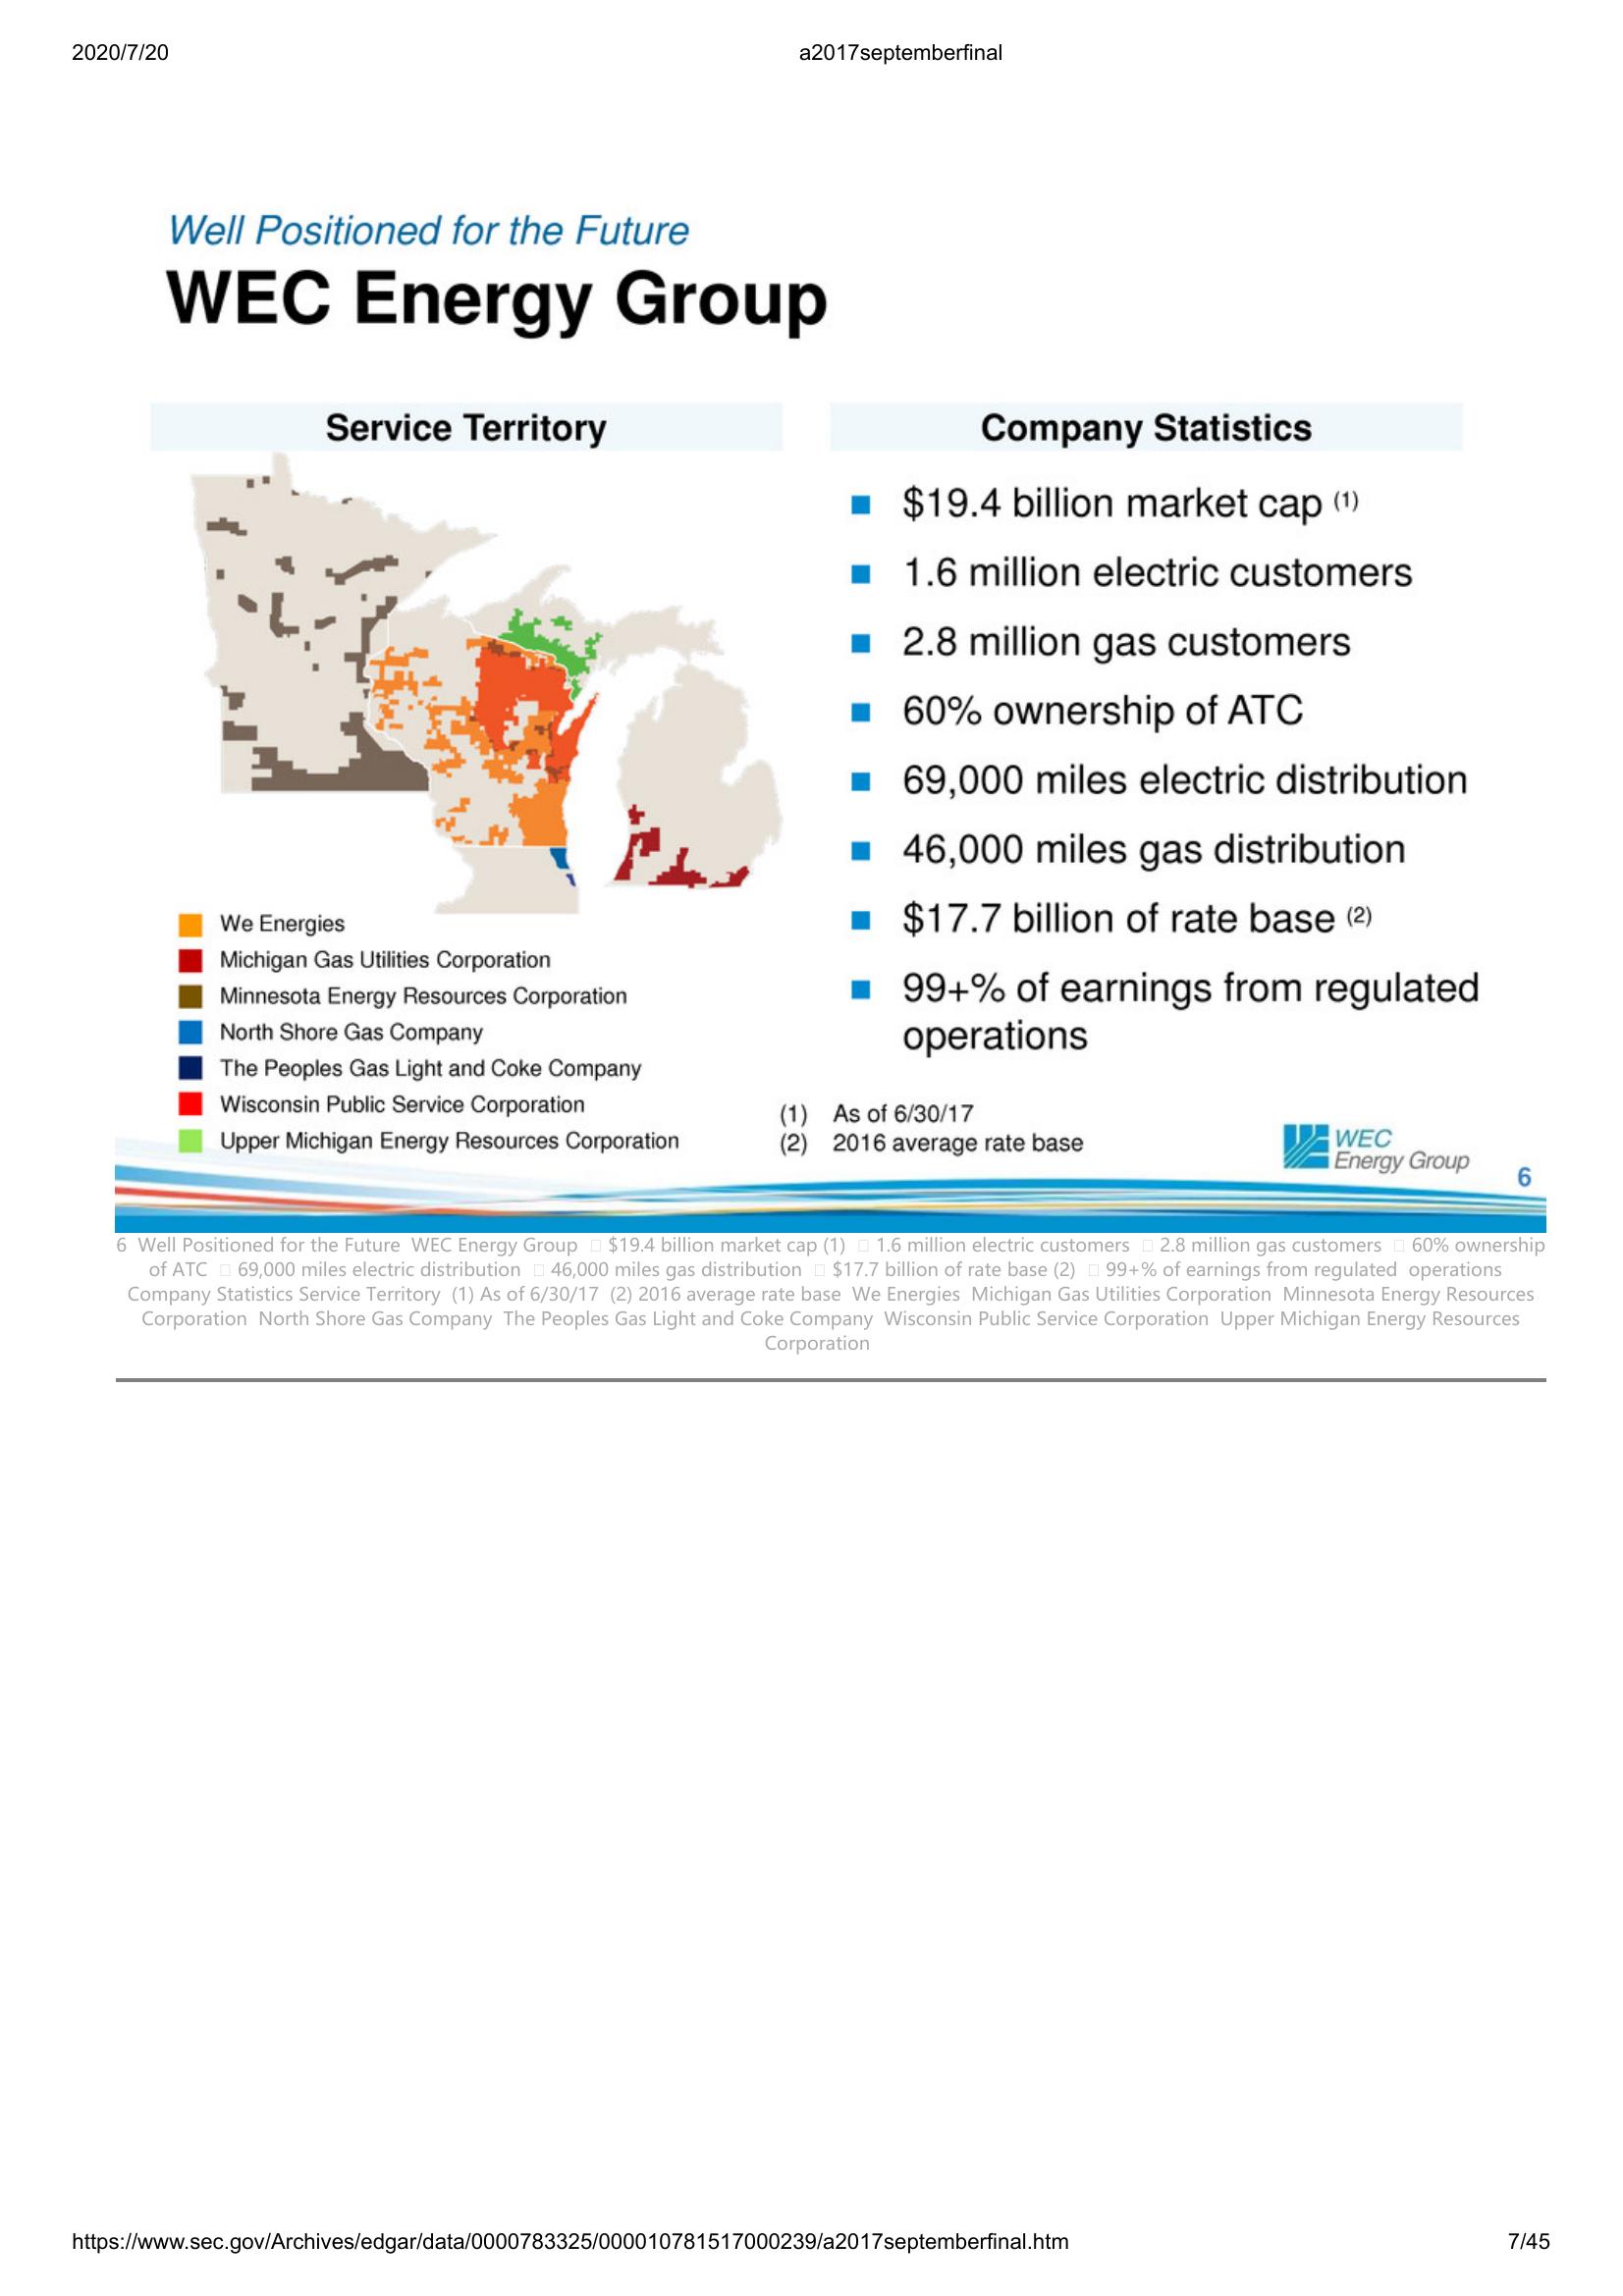 2020/7/20
a2017septemberfinal
Well Positioned for the Future
WEC Energy Group
Service Territory
We Energies
Michigan Gas Utilities Corporation
Minnesota Energy Resources Corporation
North Shore Gas Company
The Peoples Gas Light and Coke Company
Wisconsin Public Service Corporation
Upper Michigan Energy Resources Corporation
Company Statistics
■ $19.4 billion market cap (1)
■ 1.6 million electric customers
■ 2.8 million gas customers
■ 60% ownership of ATC
■ 69,000 miles electric distribution
■ 46,000 miles gas distribution
■ $17.7 billion of rate base (2)
■ 99+% of earnings from regulated
operations
(1) As of 6/30/17
(2) 2016 average rate base
WEC
Energy Group
6
6 Well Positioned for the Future WEC Energy Group □ $19.4 billion market cap (1) □ 1.6 million electric customers □ 2.8 million gas customers □ 60% ownership
of ATC □ 69,000 miles electric distribution □ 46,000 miles gas distribution □ $17.7 billion of rate base (2) □ 99+% of earnings from regulated operations
Company Statistics Service Territory (1) As of 6/30/17 (2) 2016 average rate base We Energies Michigan Gas Utilities Corporation Minnesota Energy Resources
Corporation North Shore Gas Company The Peoples Gas Light and Coke Company Wisconsin Public Service Corporation Upper Michigan Energy Resources
Corporation
https://www.sec.gov/Archives/edgar/data/0000783325/000010781517000239/a2017septemberfinal.htm
7/45